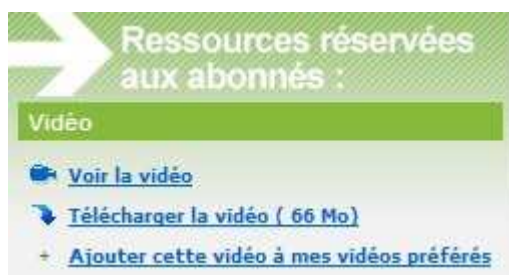 Ressources réservées
aux abonnés :
Vidéo
Voir la vidéo
Télécharger la vidéo ( 66 Mo)
+ Ajouter cette vidéo à mes vidéos préférés